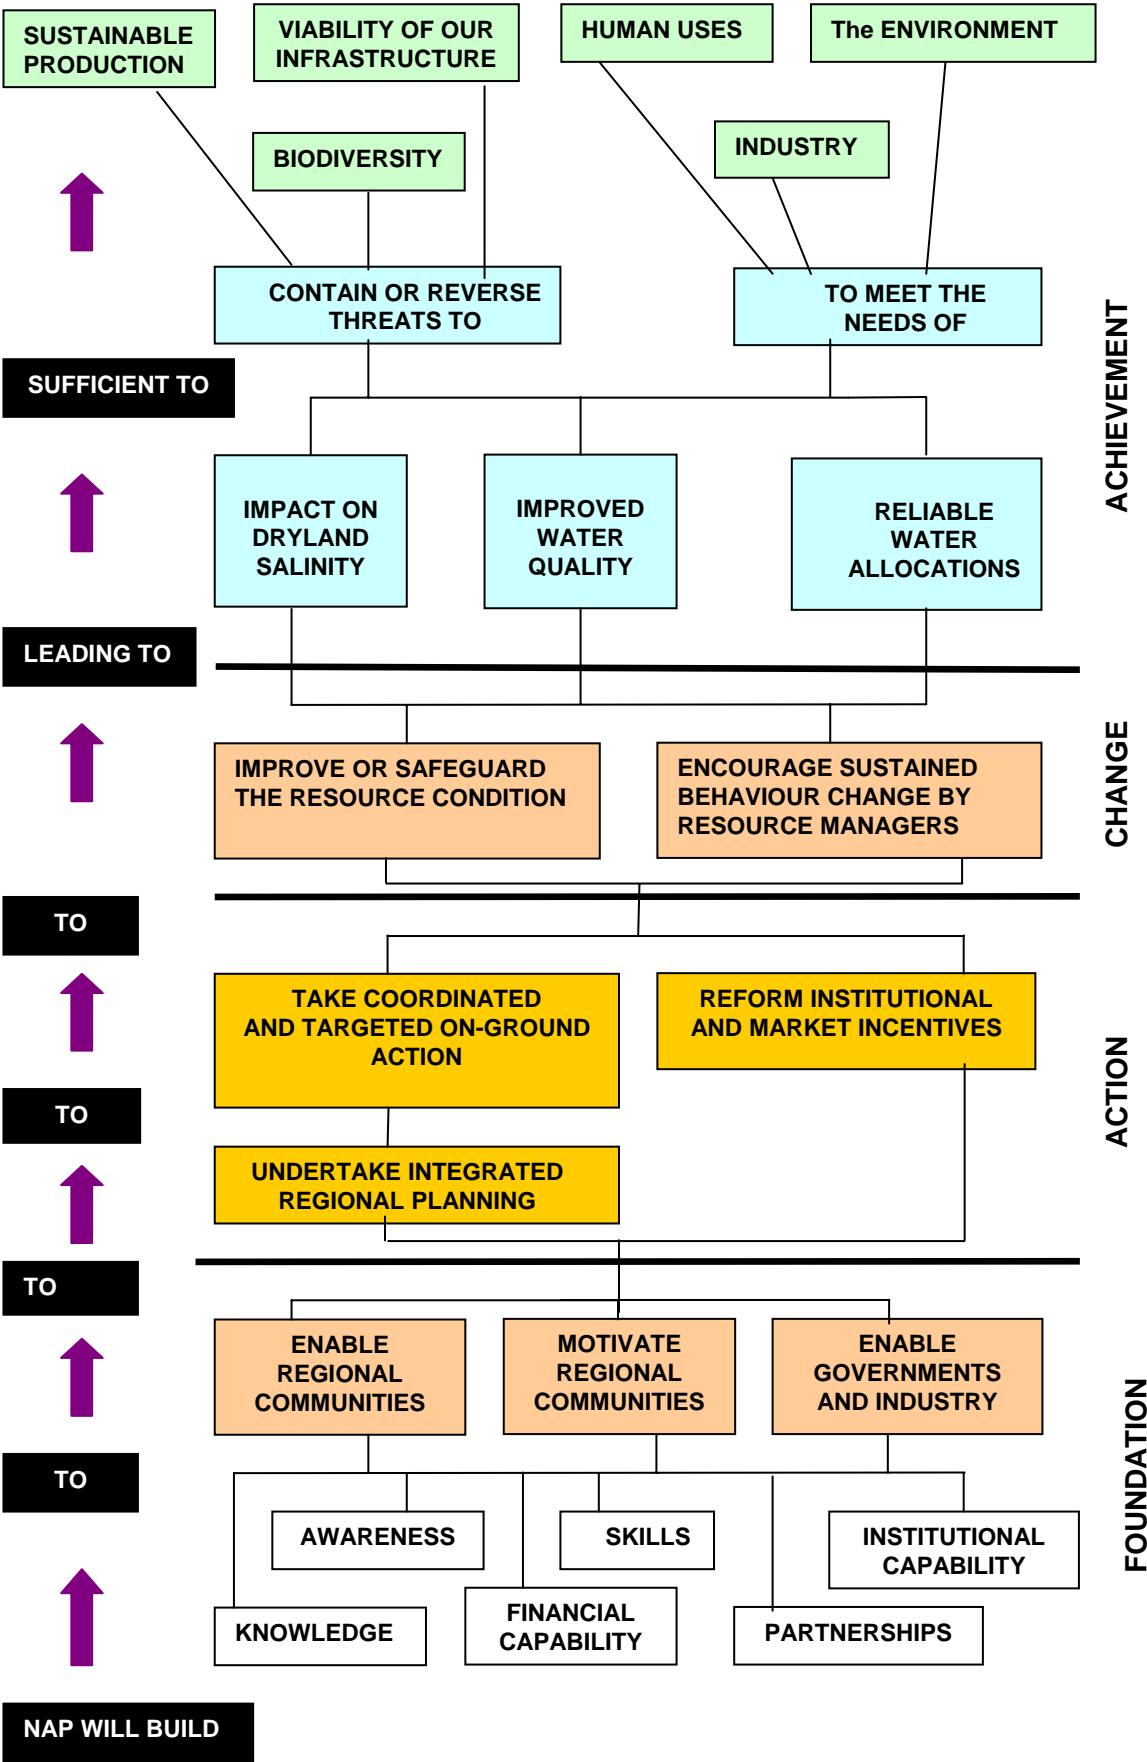 SUSTAINABLE
PRODUCTION
VIABILITY OF OUR
INFRASTRUCTURE
HUMAN USES
The ENVIRONMENT
BIODIVERSITY
INDUSTRY
CONTAIN OR REVERSE
THREATS TO
TO MEET THE
NEEDS OF
ACHIEVEMENT
SUFFICIENT TO
IMPACT ON
DRYLAND
SALINITY
IMPROVED
WATER
QUALITY
RELIABLE
WATER
ALLOCATIONS
LEADING TO
IMPROVE OR SAFEGUARD
THE RESOURCE CONDITION
ENCOURAGE SUSTAINED
BEHAVIOUR CHANGE BY
RESOURCE MANAGERS
CHANGE
TO
TAKE COORDINATED
AND TARGETED ON-GROUND
ACTION
REFORM INSTITUTIONAL
AND MARKET INCENTIVES
ACTION
TO
UNDERTAKE INTEGRATED
REGIONAL PLANNING
TO
ENABLE
REGIONAL
COMMUNITIES
MOTIVATE
REGIONAL
COMMUNITIES
ENABLE
GOVERNMENTS
AND INDUSTRY
FOUNDATION
TO
AWARENESS
SKILLS
INSTITUTIONAL
CAPABILITY
KNOWLEDGE
FINANCIAL
CAPABILITY
PARTNERSHIPS
NAP WILL BUILD